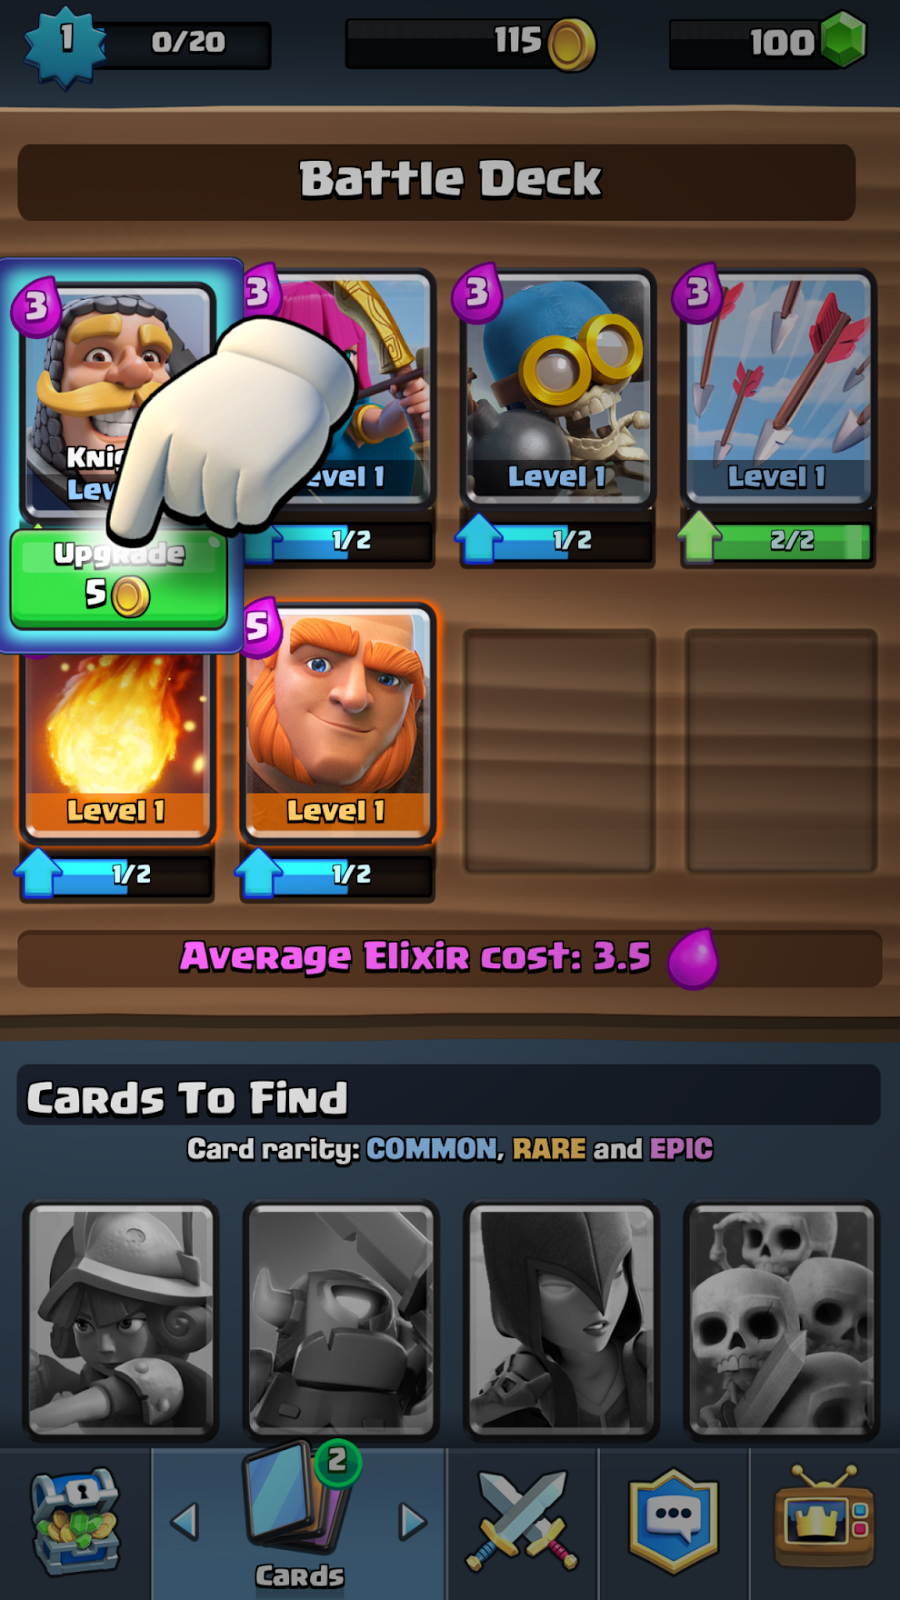 1
0/20
115
100
Battle Deck
3
3
3
3
Level 1
Level 1
Level 1
Upgrade
5
1/2
1/2
2/2
5
Level 1
Level 1
1/2
1/2
Average Elixir cost: 3.5
Cards To Find
Card rarity: COMMON, RARE and EPIC
2
Cards